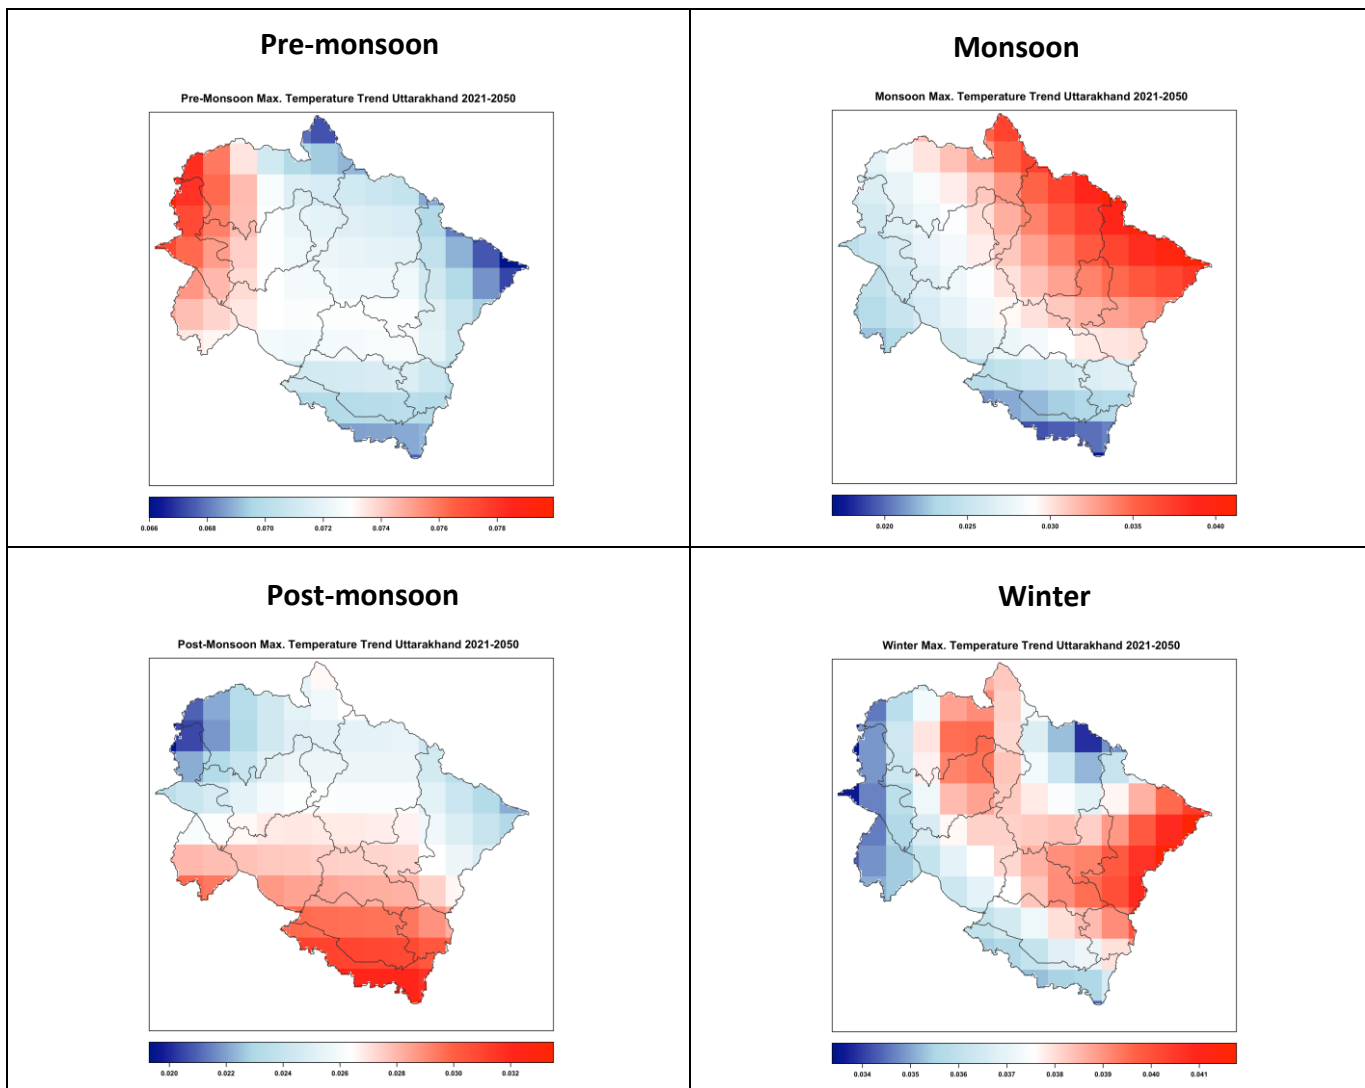 Pre-monsoon
Pre-Monsoon Max. Temperature Trend Uttarakhand 2021-2050
0.066 0.068 0.070 0.072 0.074 0.076 0.078
Monsoon
Monsoon Max. Temperature Trend Uttarakhand 2021-2050
0.020 0.025 0.030 0.035 0.040
Post-monsoon
Post-Monsoon Max. Temperature Trend Uttarakhand 2021-2050
0.020 0.022 0.024 0.026 0.028 0.030 0.032
Winter
Winter Max. Temperature Trend Uttarakhand 2021-2050
0.034 0.035 0.036 0.037 0.038 0.039 0.040 0.041